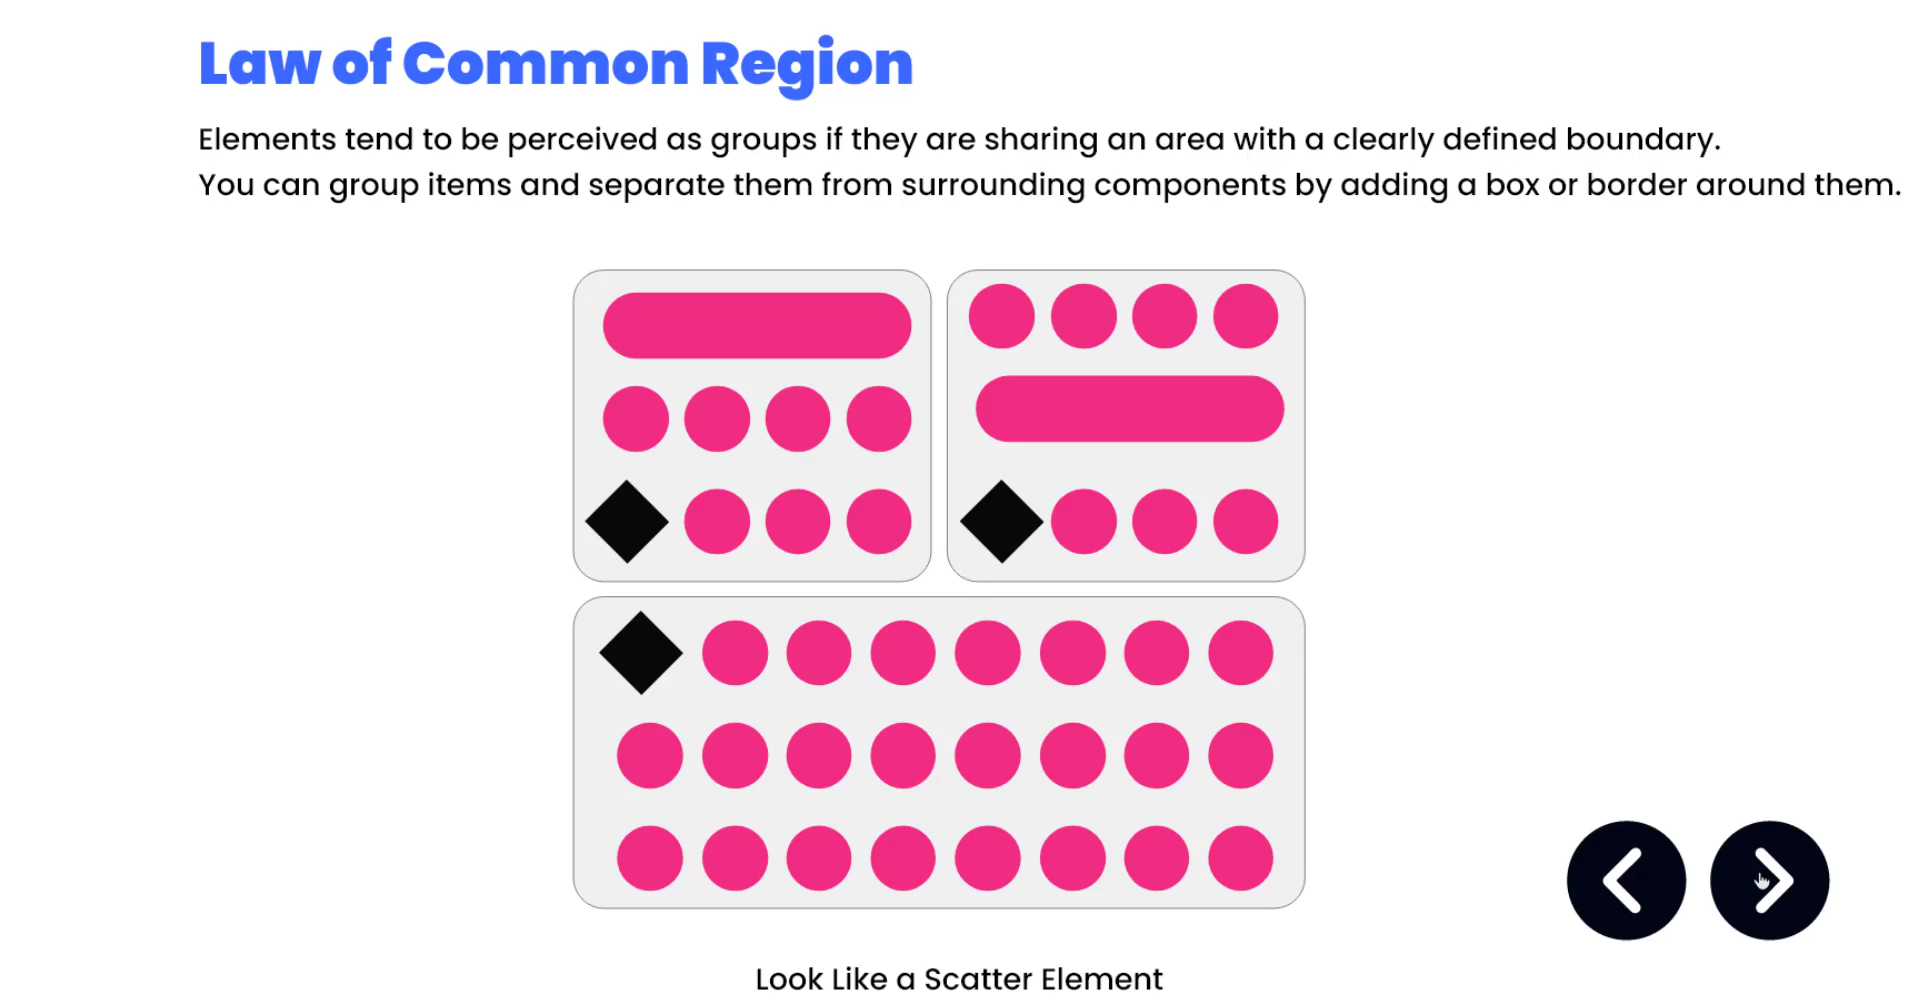 Law of Common Region
Elements tend to be perceived as groups if they are sharing an area with a clearly defined boundary.
You can group items and separate them from surrounding components by adding a box or border around them.
Look Like a Scatter Element